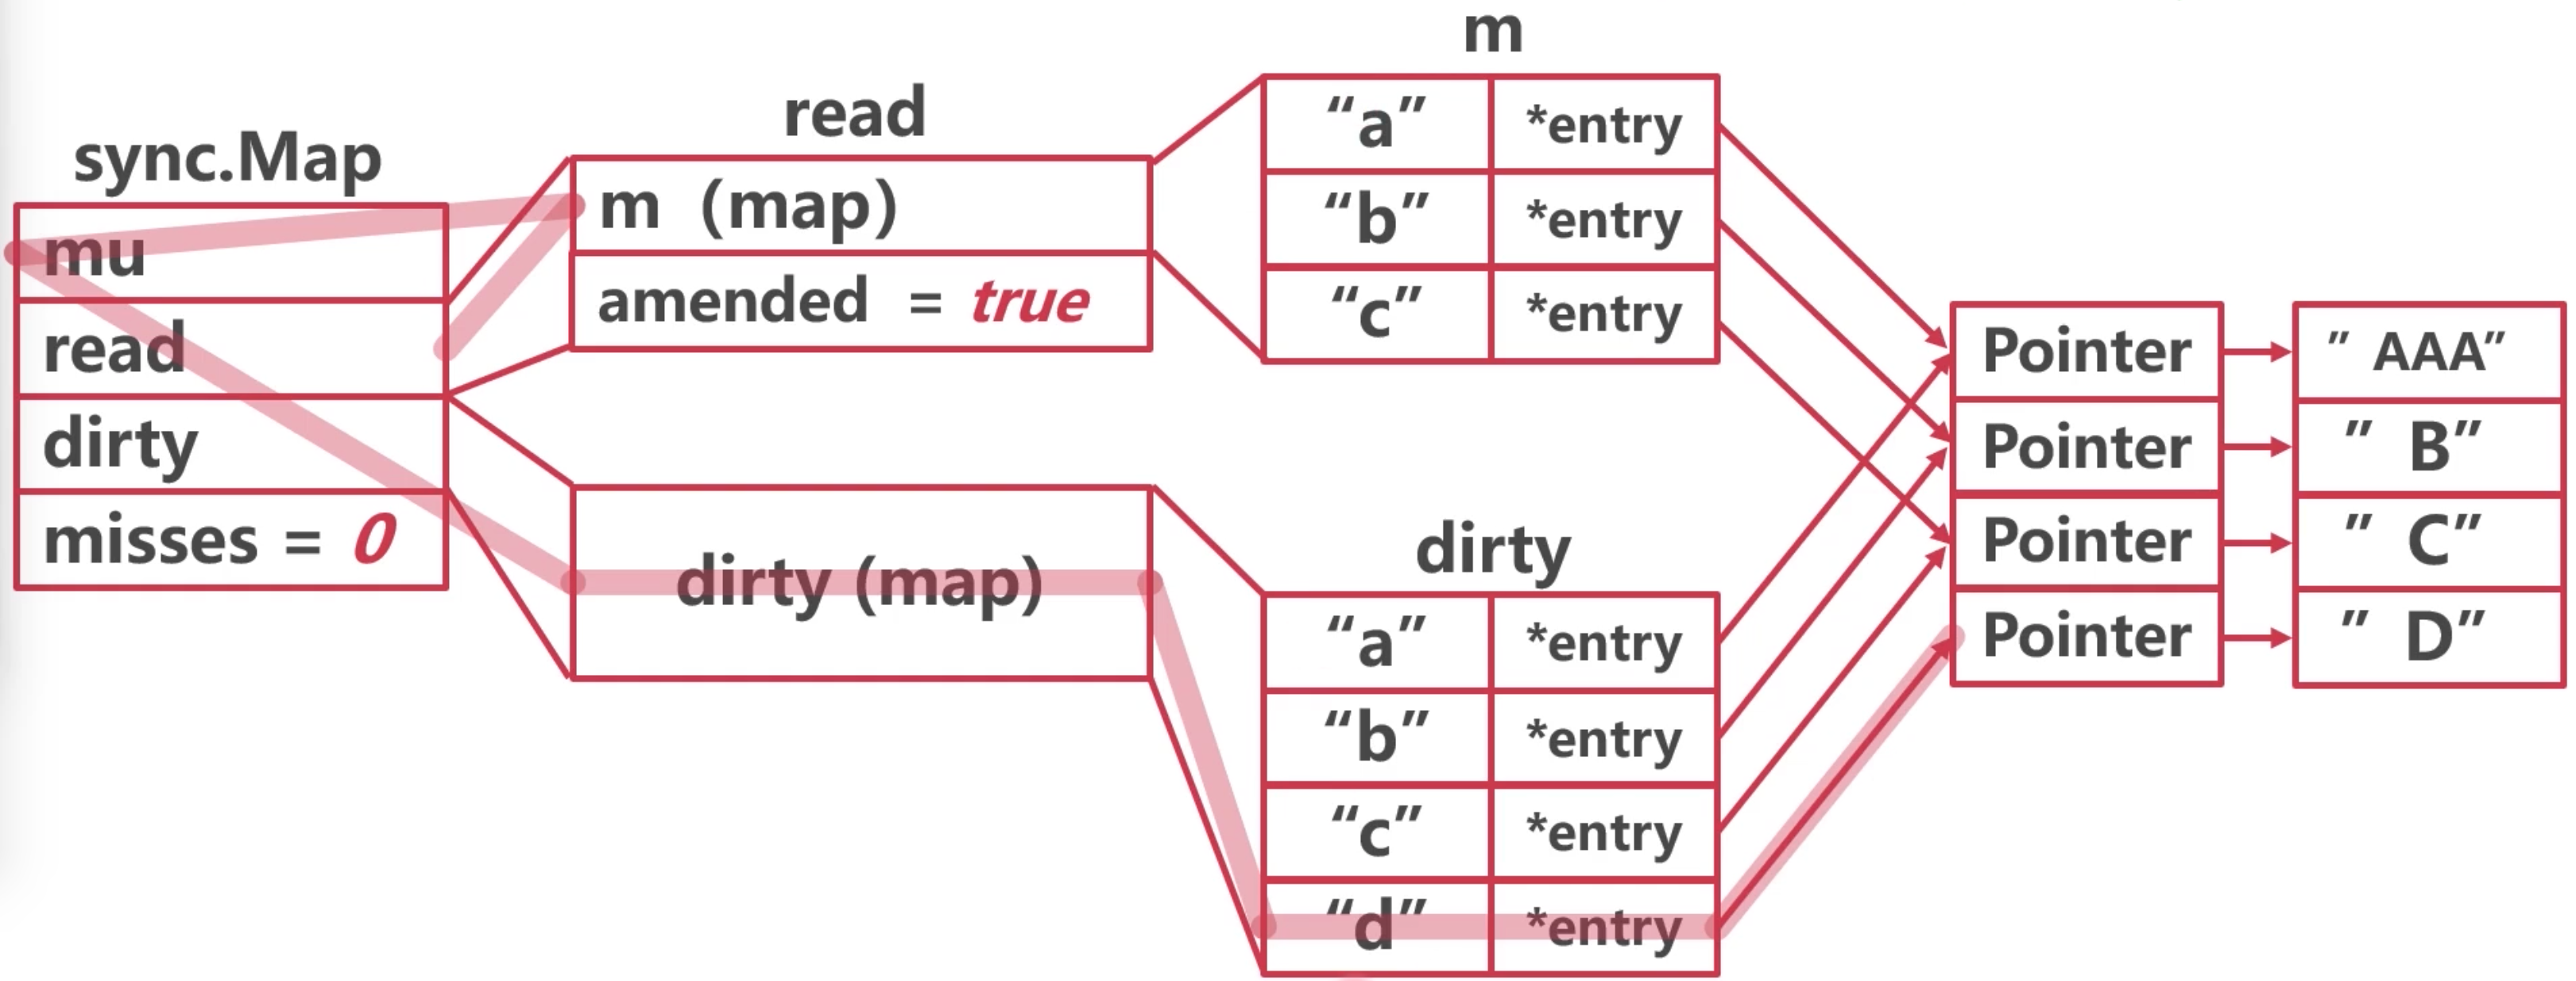 sync.Map
mu
read
dirty
misses = 0
read
m (map)
amended = true
dirty (map)
m
“a” *entry
“b” *entry
“c” *entry
dirty
“a” *entry
“b” *entry
“c” *entry
“d” *entry
Pointer ” AAA”
Pointer ” B”
Pointer ” C”
Pointer ” D”